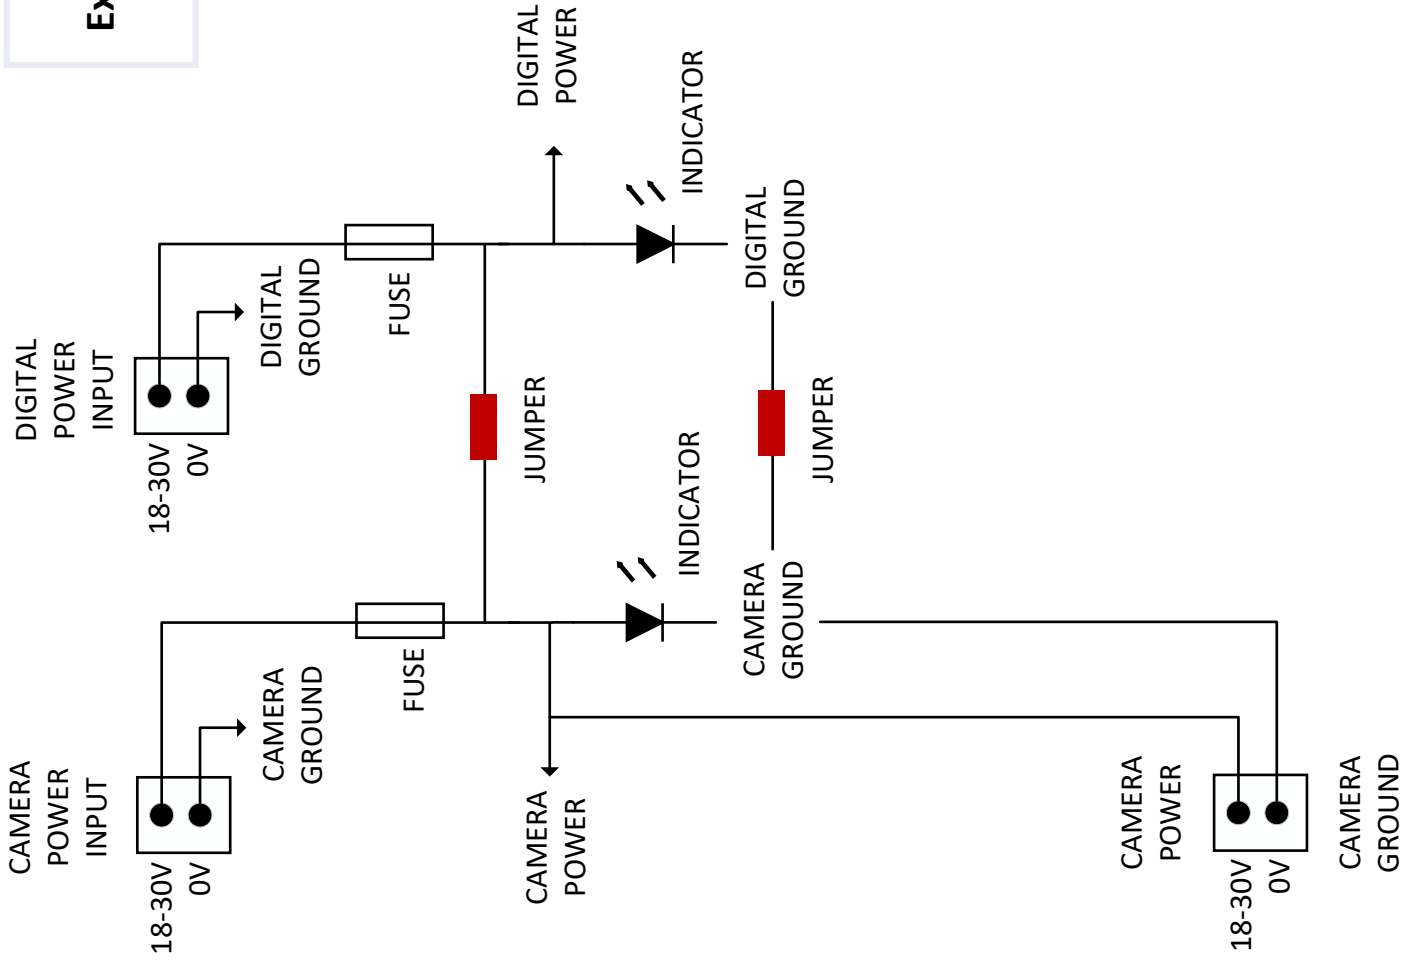 CAMERA
POWER
INPUT
18-30V
0V
CAMERA
GROUND
FUSE
DIGITAL
POWER
INPUT
18-30V
0V
DIGITAL
GROUND
FUSE
Ex
CAMERA
POWER
JUMPER
DIGITAL
POWER
INDICATOR
INDICATOR
CAMERA
GROUND
JUMPER
DIGITAL
GROUND
CAMERA
POWER
18-30V
0V
CAMERA
GROUND